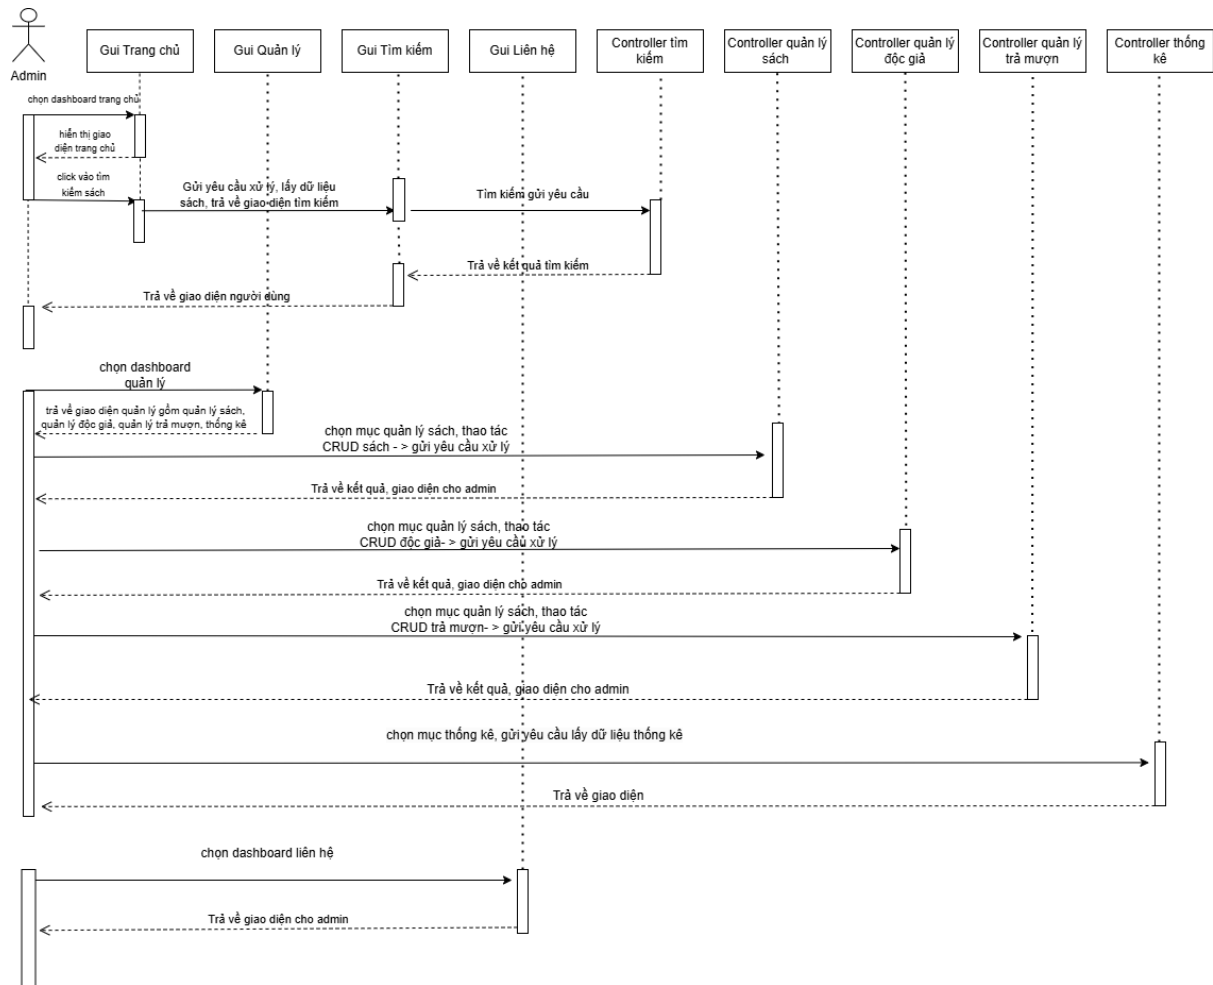 Admin
Gui Trang chủ
Gui Quản lý
Gui Tìm kiếm
Gui Liên hệ
Controller tìm
kiếm
Controller quản lý
sách
Controller quản lý
độc giả
Controller quản lý
trả mượn
Controller thống
kê
chọn dashboard trang chủ
hiển thị giao
diện trang chủ
click vào tìm
kiếm sách
Gửi yêu cầu xử lý, lấy dữ liệu
sách, trả về giao diện tìm kiếm
Tìm kiếm gửi yêu cầu
Trả về kết quả tìm kiếm
Trả về giao diện người dùng
chọn dashboard
quản lý
trả về giao diện quản lý gồm quản lý sách,
quản lý độc giả, quản lý trả mượn, thống kê
chọn mục quản lý sách, thao tác
CRUD sách - > gửi yêu cầu xử lý
Trả về kết quả, giao diện cho admin
chọn mục quản lý sách, thao tác
CRUD độc giả- > gửi yêu cầu xử lý
Trả về kết quả, giao diện cho admin
chọn mục quản lý sách, thao tác
CRUD trả mượn- > gửi yêu cầu xử lý
Trả về kết quả, giao diện cho admin
chọn mục thống kê, gửi yêu cầu lấy dữ liệu thống kê
Trả về giao diện
chọn dashboard liên hệ
Trả về giao diện cho admin